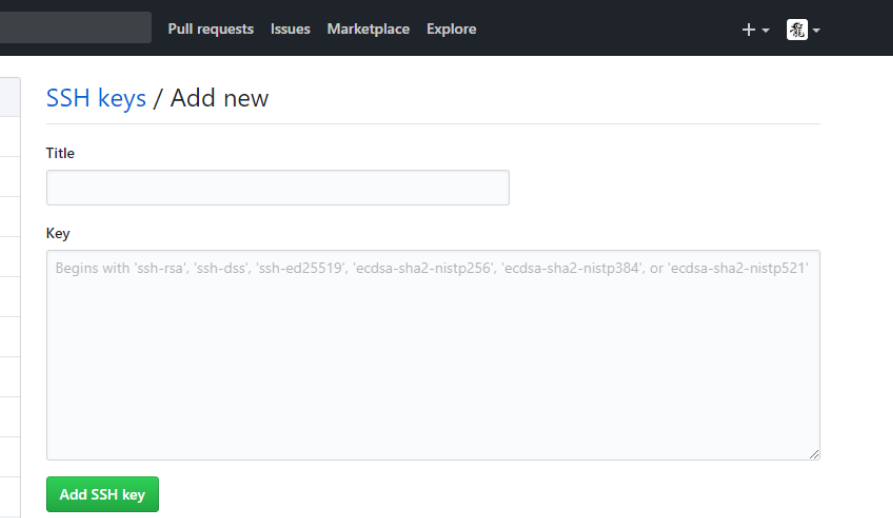 Pull requests Issues Marketplace Explore
SSH keys / Add new
Title
Key
Begins with 'ssh-rsa', 'ssh-dss', 'ssh-ed25519', 'ecdsa-sha2-nistp256', 'ecdsa-sha2-nistp384', or 'ecdsa-sha2-nistp521'
Add SSH key